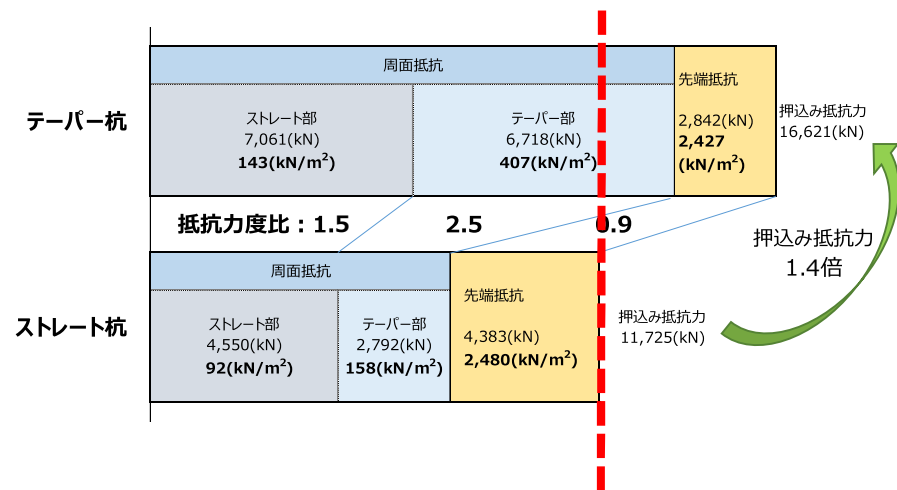 周面抵抗
先端抵抗
テーパー杭
ストレート部
7,061(kN)
143(kN/m²)
テーパー部
6,718(kN)
407(kN/m²)
2,842(kN)
2,427
(kN/m²)
押込み抵抗力
16,621(kN)
抵抗力度比：1.5
2.5
0.9
押込み抵抗力
1.4倍
周面抵抗
先端抵抗
ストレート杭
ストレート部
4,550(kN)
92(kN/m²)
テーパー部
2,792(kN)
158(kN/m²)
4,383(kN)
2,480(kN/m²)
押込み抵抗力
11,725(kN)